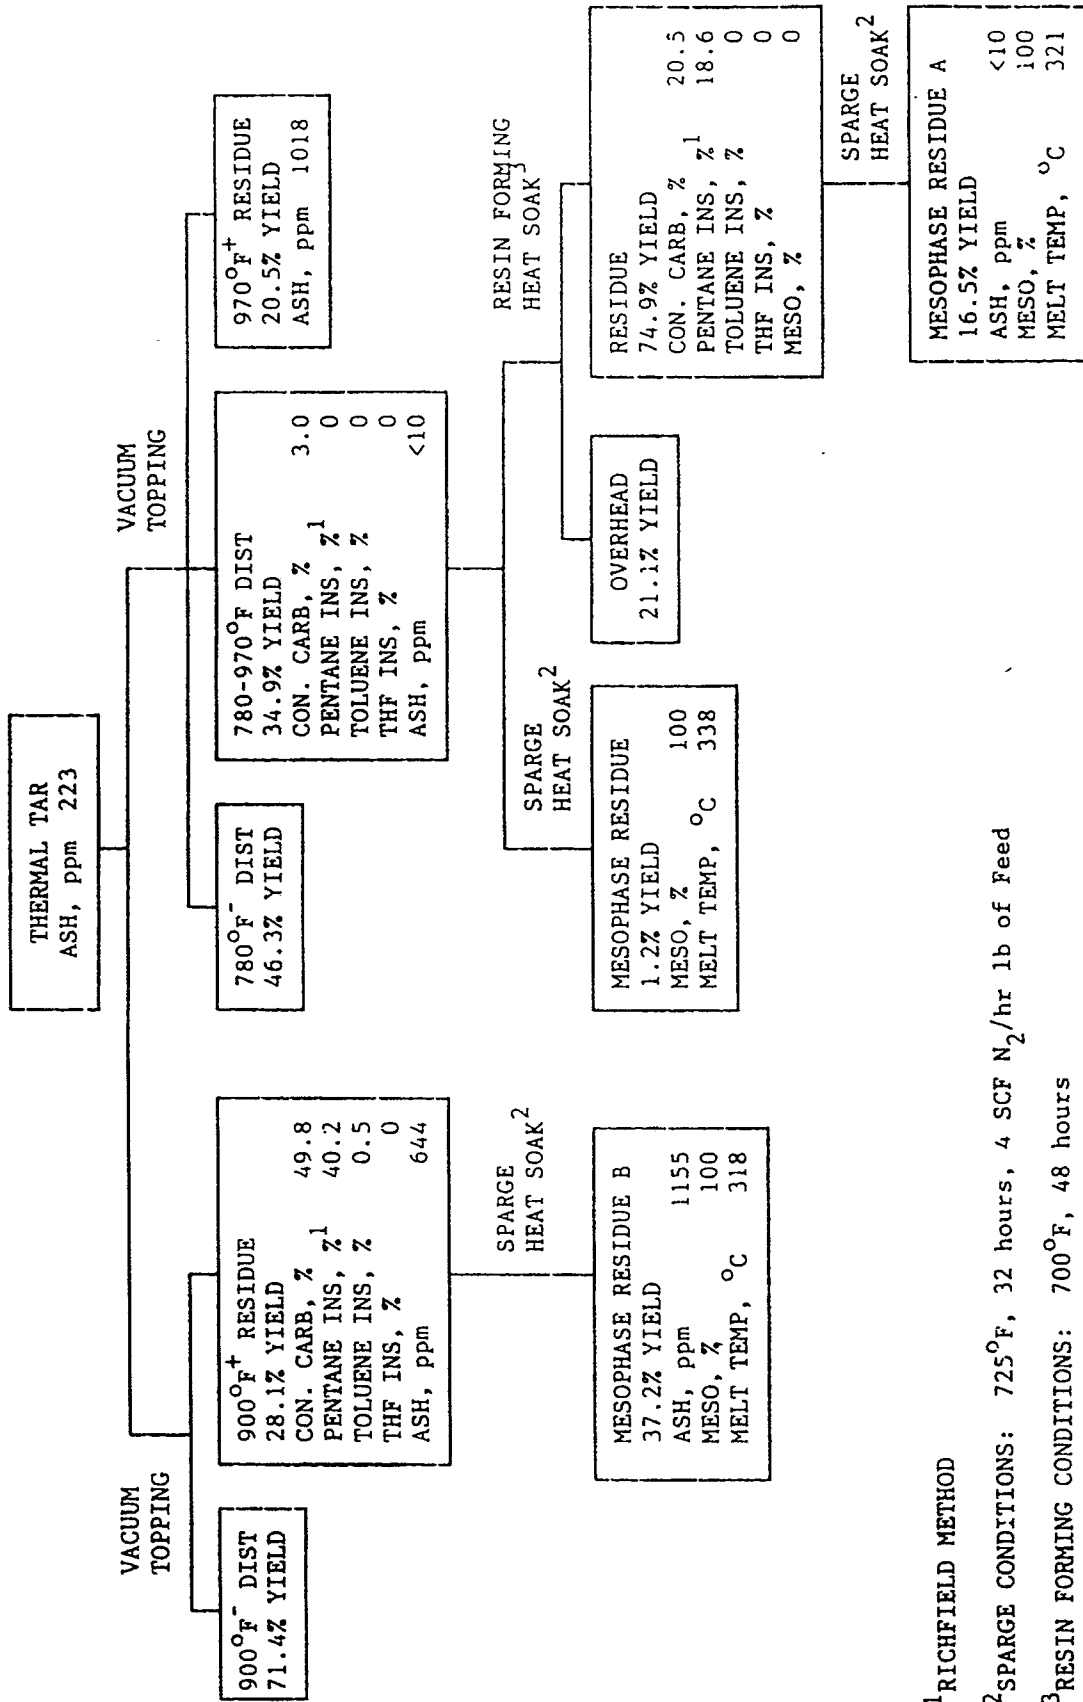 THERMAL TAR
ASH, ppm 223
VACUUM
TOPPING
900°F⁻ DIST
71.4% YIELD
900°F⁺ RESIDUE
28.1% YIELD
CON. CARB, % 49.8
PENTANE INS, %¹ 40.2
TOLUENE INS, % 0.5
THF INS, % 0
ASH, ppm 644
SPARGE
HEAT SOAK²
MESOPHASE RESIDUE B
37.2% YIELD
ASH, ppm 1155
MESO, % 100
MELT TEMP, °C 318
VACUUM
TOPPING
780°F⁻ DIST
46.3% YIELD
780-970°F DIST
34.9% YIELD
CON. CARB, % 3.0
PENTANE INS, %¹ 0
TOLUENE INS, % 0
THF INS, % 0
ASH, ppm <10
970°F⁺ RESIDUE
20.5% YIELD
ASH, ppm 1018
SPARGE
HEAT SOAK²
MESOPHASE RESIDUE
1.2% YIELD
MESO, % 100
MELT TEMP, °C 338
RESIN FORMING
HEAT SOAK³
OVERHEAD
21.1% YIELD
RESIDUE
74.9% YIELD
CON. CARB, % 20.5
PENTANE INS, %¹ 18.6
TOLUENE INS, % 0
THF INS, % 0
MESO, % 0
SPARGE
HEAT SOAK²
MESOPHASE RESIDUE A
16.5% YIELD
ASH, ppm <10
MESO, % 100
MELT TEMP, °C 321
¹RICHFIELD METHOD
²SPARGE CONDITIONS: 725°F, 32 hours, 4 SCF N₂/hr lb of Feed
³RESIN FORMING CONDITIONS: 700°F, 48 hours